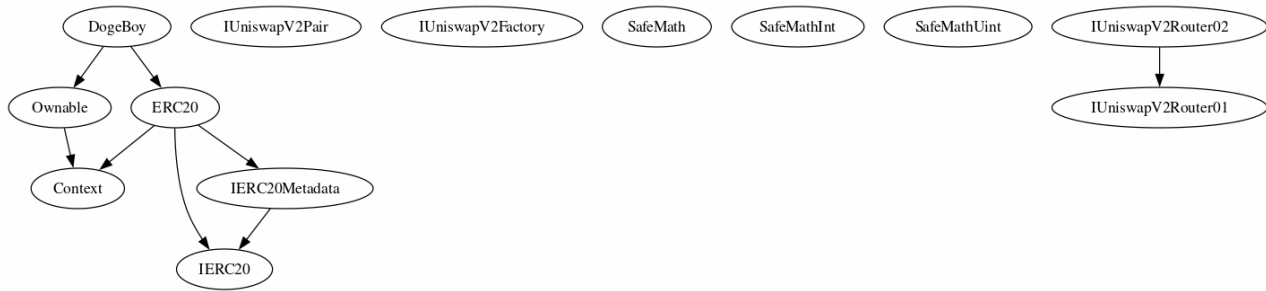 DogeBoy IUniswapV2Pair IUniswapV2Factory SafeMath SafeMathInt SafeMathUint IUniswapV2Router02
Ownable ERC20 IUniswapV2Router01
Context IERC20Metadata
IERC20